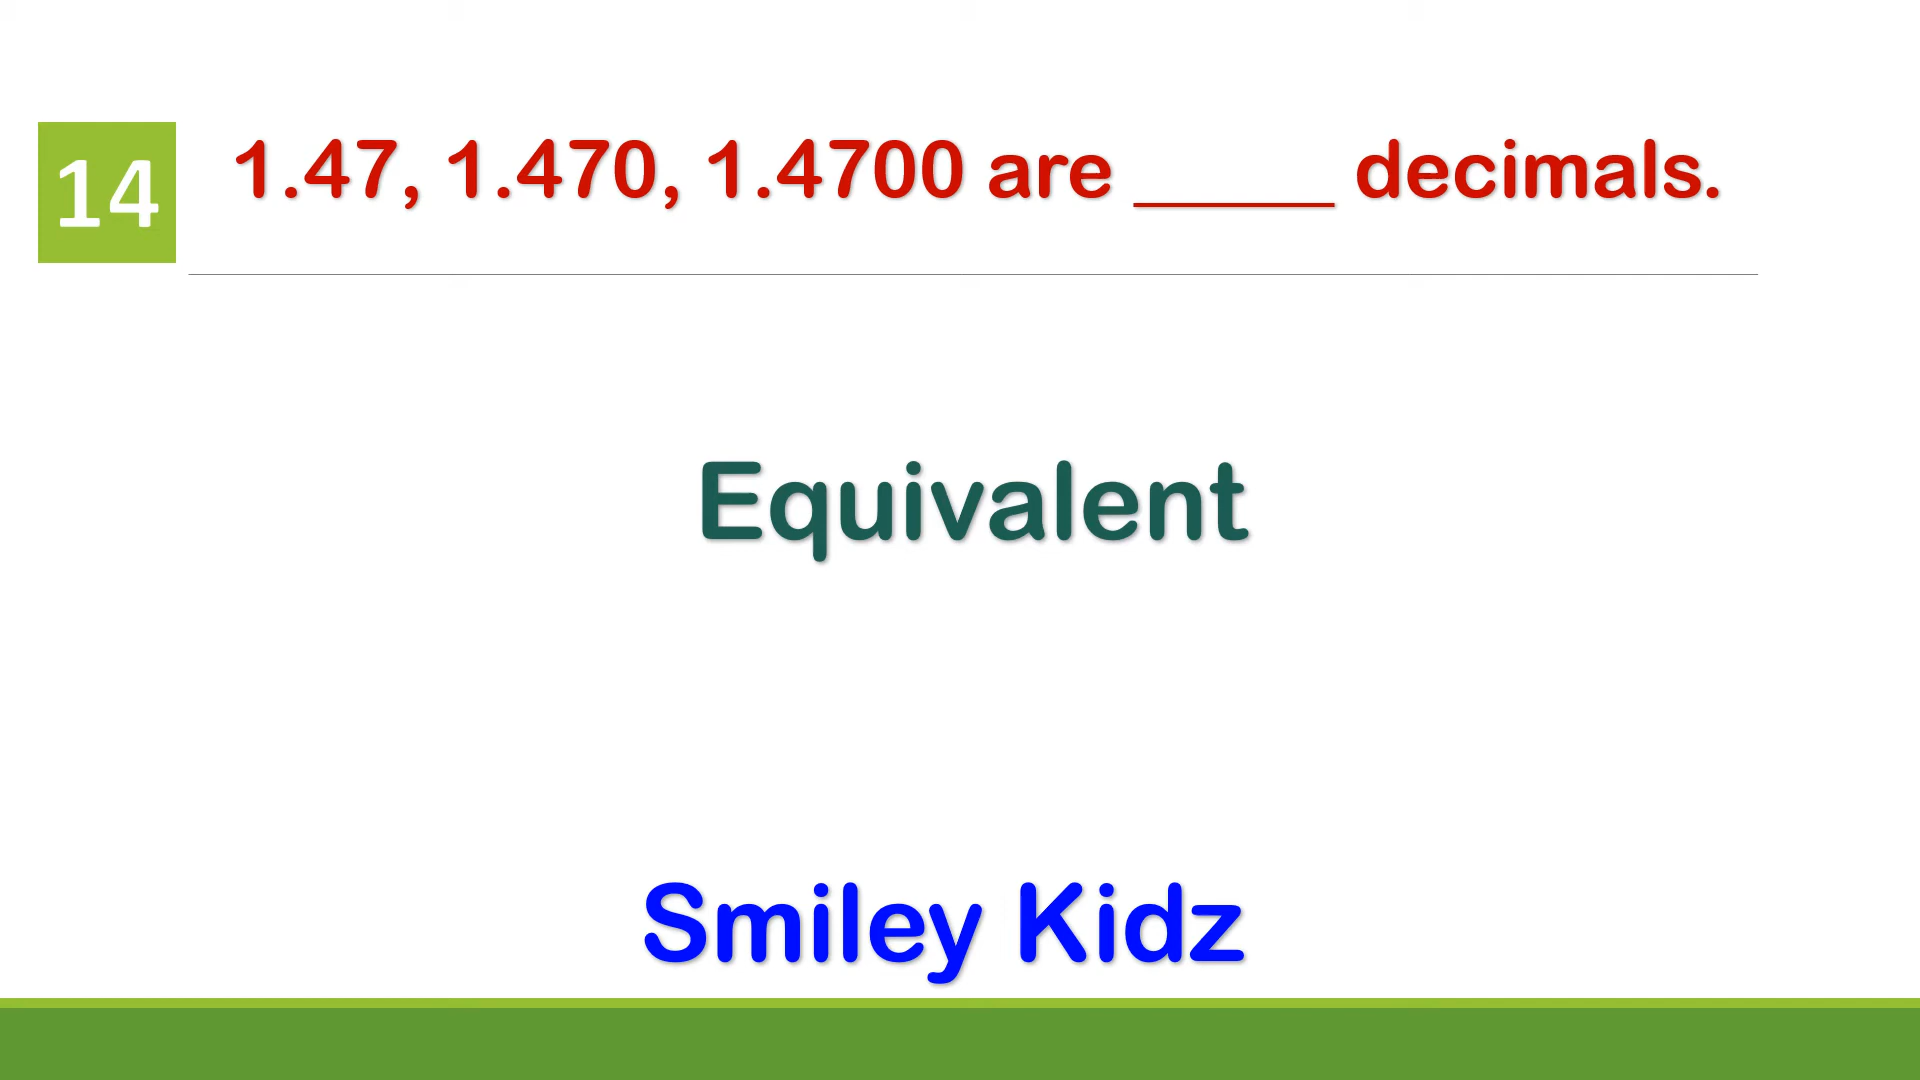 14
1.47, 1.470, 1.4700 are _____ decimals.
Equivalent
Smiley Kidz